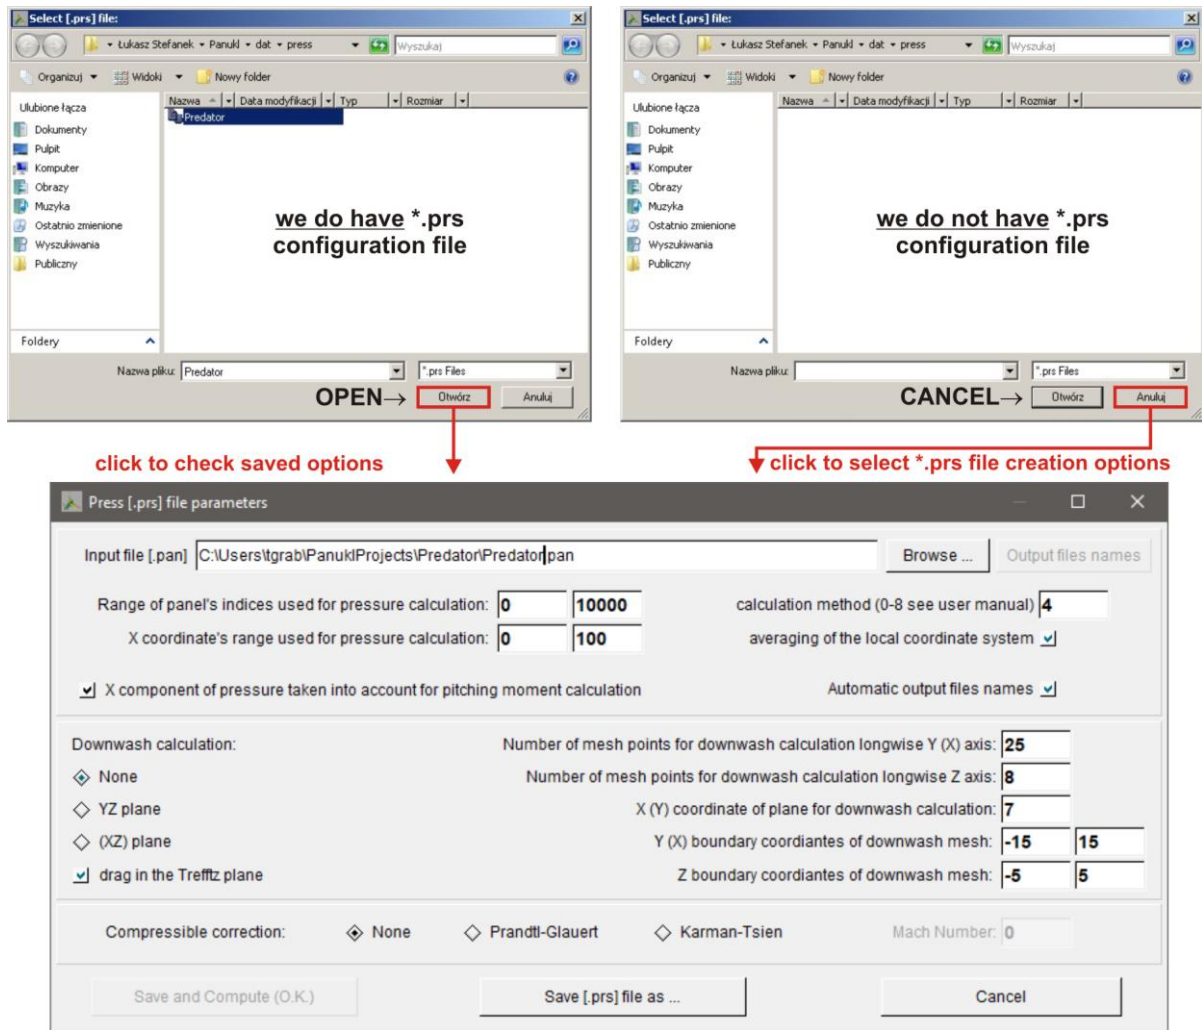 Select [.prs] file:
Łukasz Stefanek Panukl dat press Wyszukaj
Organizuj Widoki Nowy folder
Ulubione łącza
Nazwa Data modyfikacji Typ Rozmiar
Predator
Dokumenty
Pulpit
Komputer
Obrazy
Muzyka
Ostatnio zmienione
Wyszukiwania
Publiczny
we do have *.prs
configuration file
Foldery
Nazwa pliku: Predator *.prs Files
OPEN→ Otwórz Anuluj
Select [.prs] file:
Łukasz Stefanek Panukl dat press Wyszukaj
Organizuj Widoki Nowy folder
Ulubione łącza
Nazwa Data modyfikacji Typ Rozmiar
Dokumenty
Pulpit
Komputer
Obrazy
Muzyka
Ostatnio zmienione
Wyszukiwania
Publiczny
we do not have *.prs
configuration file
Foldery
Nazwa pliku: *.prs Files
CANCEL→ Otwórz Anuluj
click to check saved options
click to select *.prs file creation options
Press [.prs] file parameters
Input file [.pan] C:\Users\tgrab\PanuklProjects\Predator\Predator.pan Browse ... Output files names
Range of panel's indices used for pressure calculation: 0 10000
calculation method (0-8 see user manual) 4
X coordinate's range used for pressure calculation: 0 100
averaging of the local coordinate system
X component of pressure taken into account for pitching moment calculation
Automatic output files names
Downwash calculation:
None
YZ plane
(XZ) plane
drag in the Trefftz plane
Number of mesh points for downwash calculation longwise Y (X) axis: 25
Number of mesh points for downwash calculation longwise Z axis: 8
X (Y) coordinate of plane for downwash calculation: 7
Y (X) boundary coordiantes of downwash mesh: -15 15
Z boundary coordiantes of downwash mesh: -5 5
Compressible correction: None Prandtl-Glauert Karman-Tsien Mach Number: 0
Save and Compute (O.K.) Save [.prs] file as ... Cancel